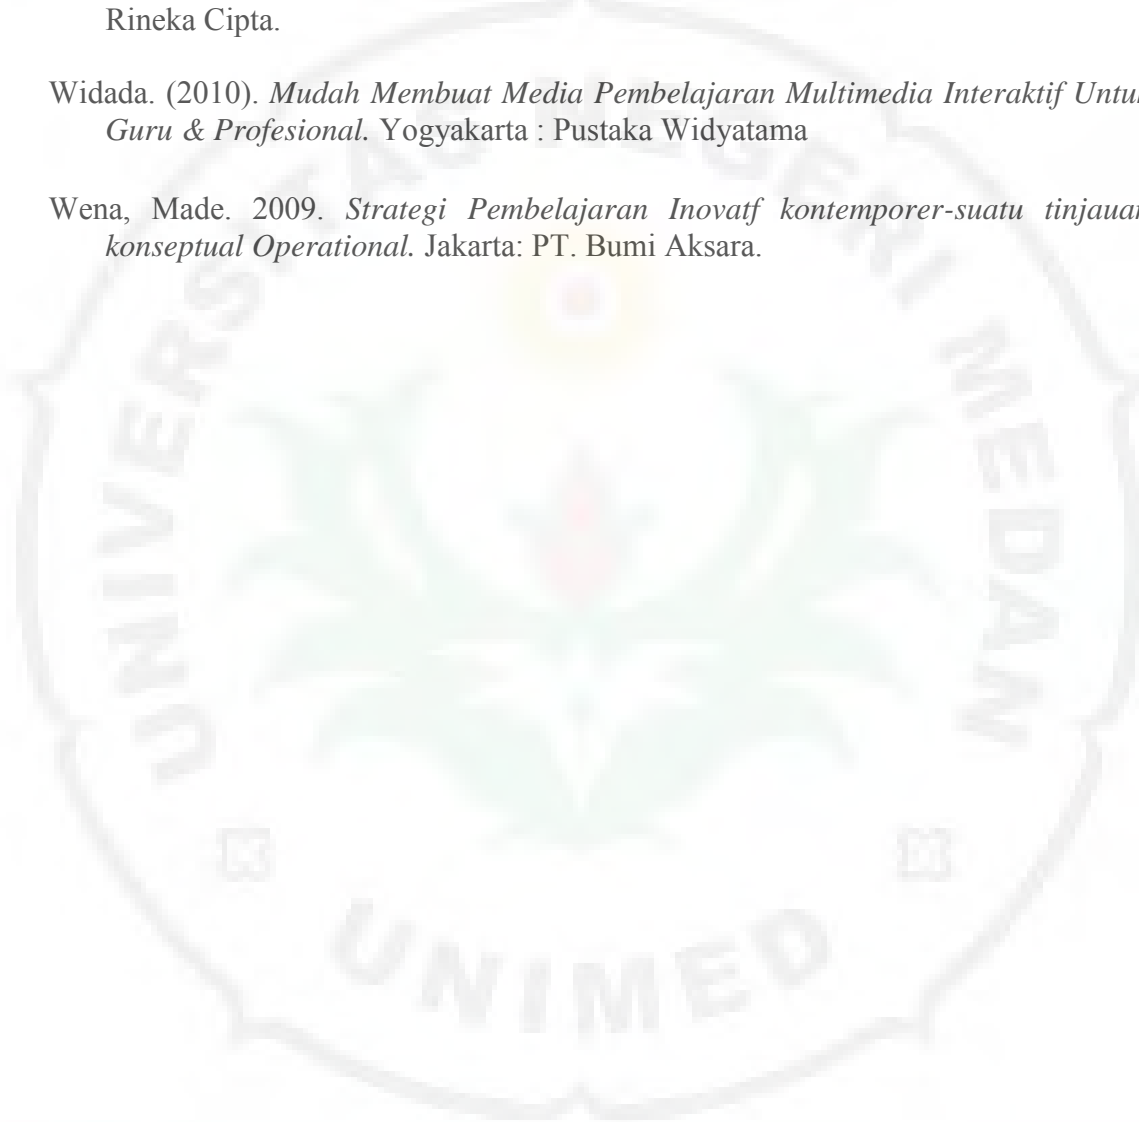 Rineka Cipta.
Widada. (2010). Mudah Membuat Media Pembelajaran Multimedia Interaktif Untuk
Guru & Profesional. Yogyakarta : Pustaka Widyatama
Wena, Made. 2009. Strategi Pembelajaran Inovatf kontemporer-suatu tinjauan
konseptual Operational. Jakarta: PT. Bumi Aksara.
UNIVERSITAS NEGERI MEDAN
UNIMED